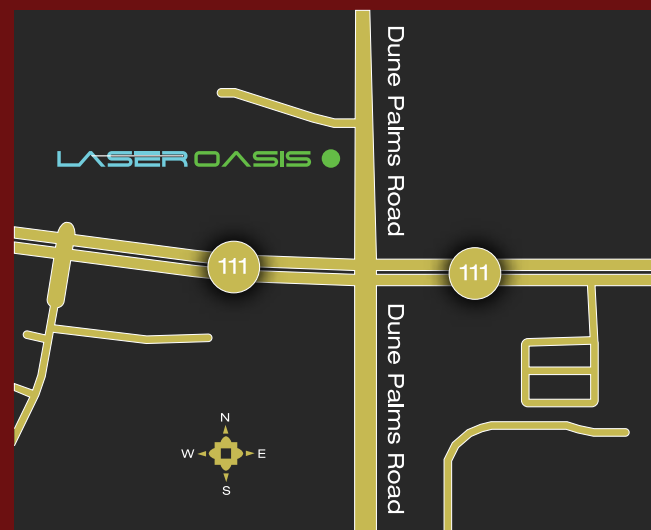 Dune Palms Road
LASER OASIS
111
111
Dune Palms Road
N
W
E
S